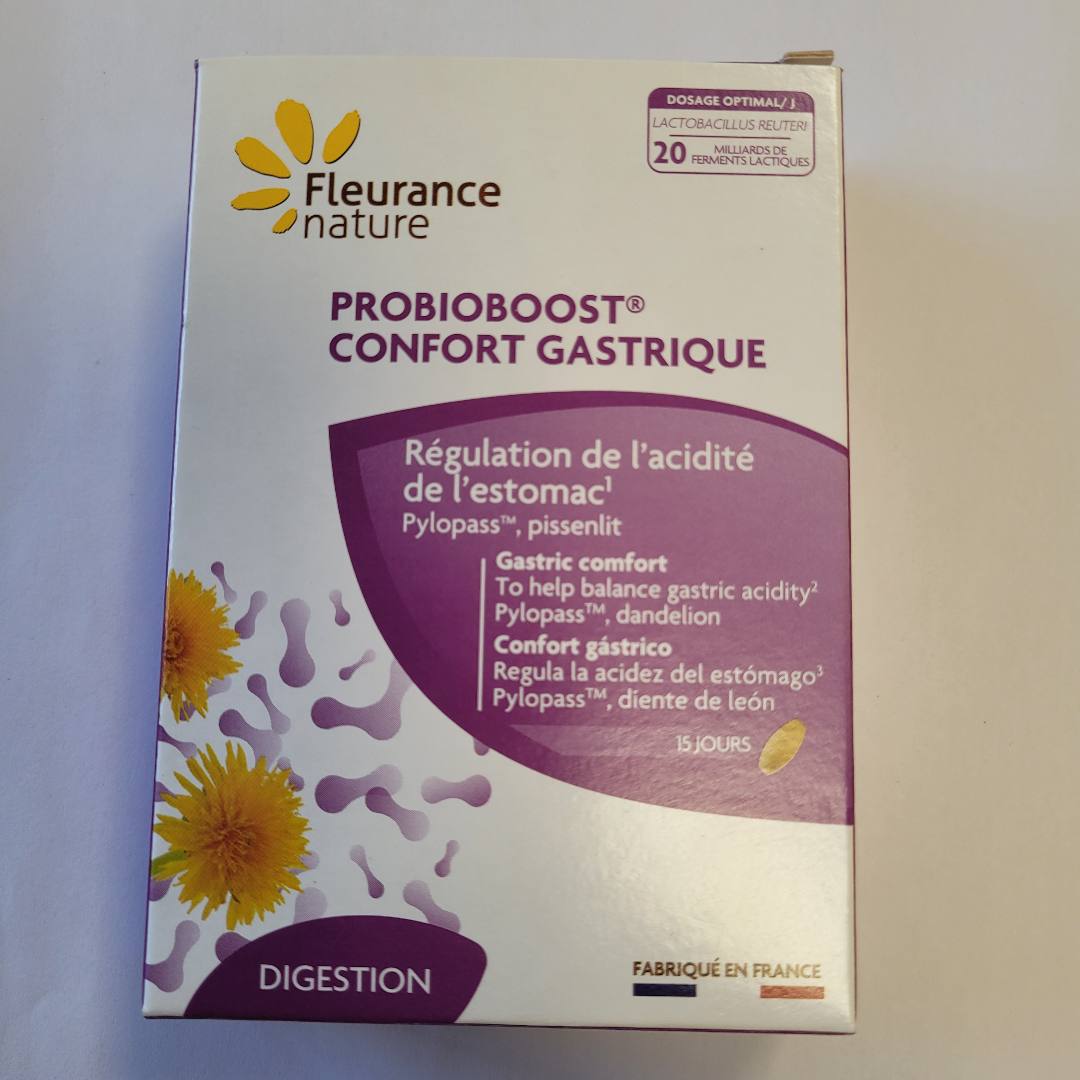 DOSAGE OPTIMAL/ J
LACTOBACILLUS REUTERI
20 MILLIARDS DE
FERMENTS LACTIQUES
Fleurance
nature
PROBIOBOOST®
CONFORT GASTRIQUE
Régulation de l'acidité
de l'estomac¹
Pylopass™, pissenlit
Gastric comfort
To help balance gastric acidity²
Pylopass™, dandelion
Confort gástrico
Regula la acidez del estómago³
Pylopass™, diente de león
15 JOURS
DIGESTION
FABRIQUÉ EN FRANCE